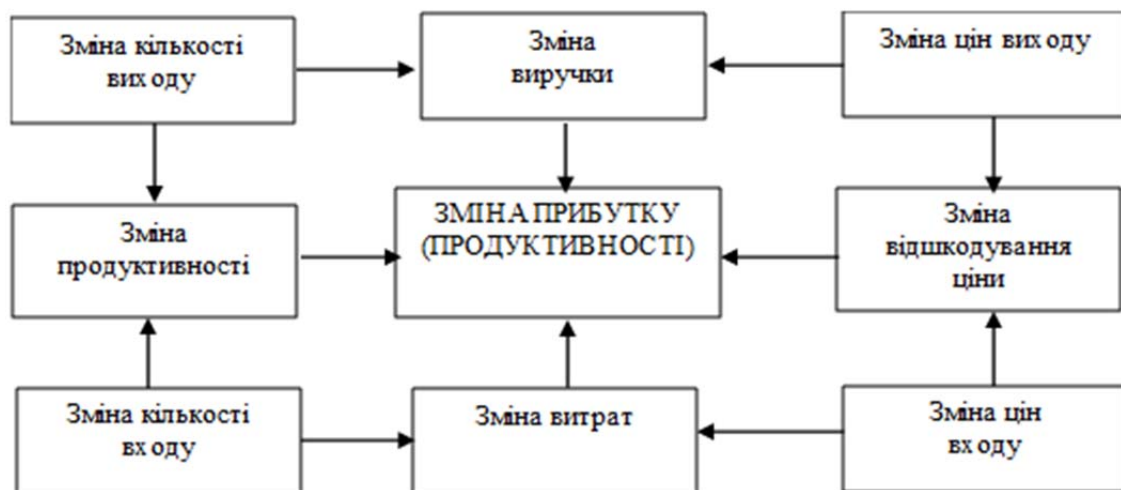 Зміна кількості
виходу
Зміна
виручки
Зміна цін виходу
Зміна
продуктивності
ЗМІНА ПРИБУТКУ
(ПРОДУКТИВНОСТІ)
Зміна
відшкодування
ціни
Зміна кількості
входу
Зміна витрат
Зміна цін
входу